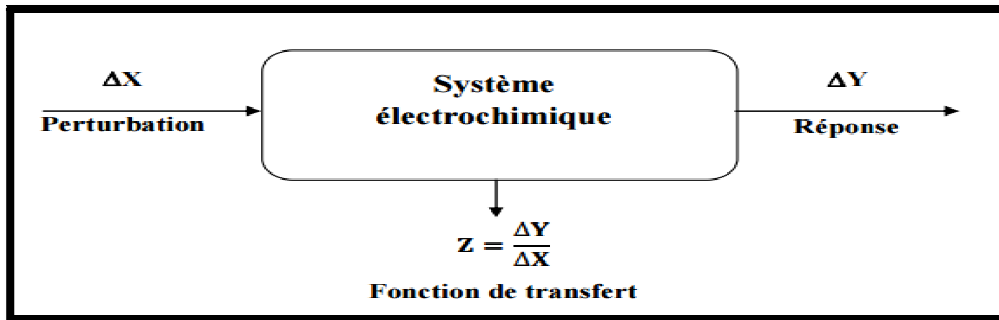 ΔX
Perturbation
Système
électrochimique
ΔY
Réponse
Z = ΔY/ΔX
Fonction de transfert